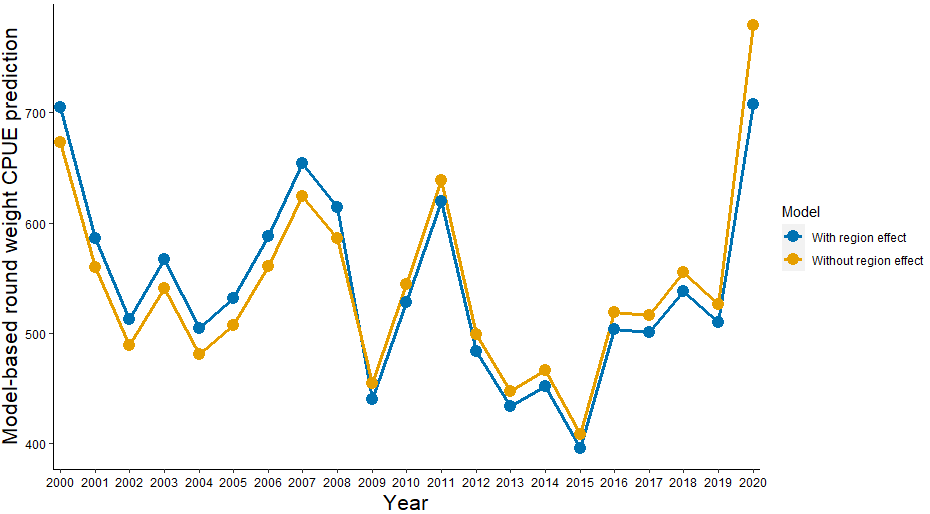 Model-based round weight CPUE prediction
700
600
500
400
2000 2001 2002 2003 2004 2005 2006 2007 2008 2009 2010 2011 2012 2013 2014 2015 2016 2017 2018 2019 2020
Year
Model
With region effect
Without region effect